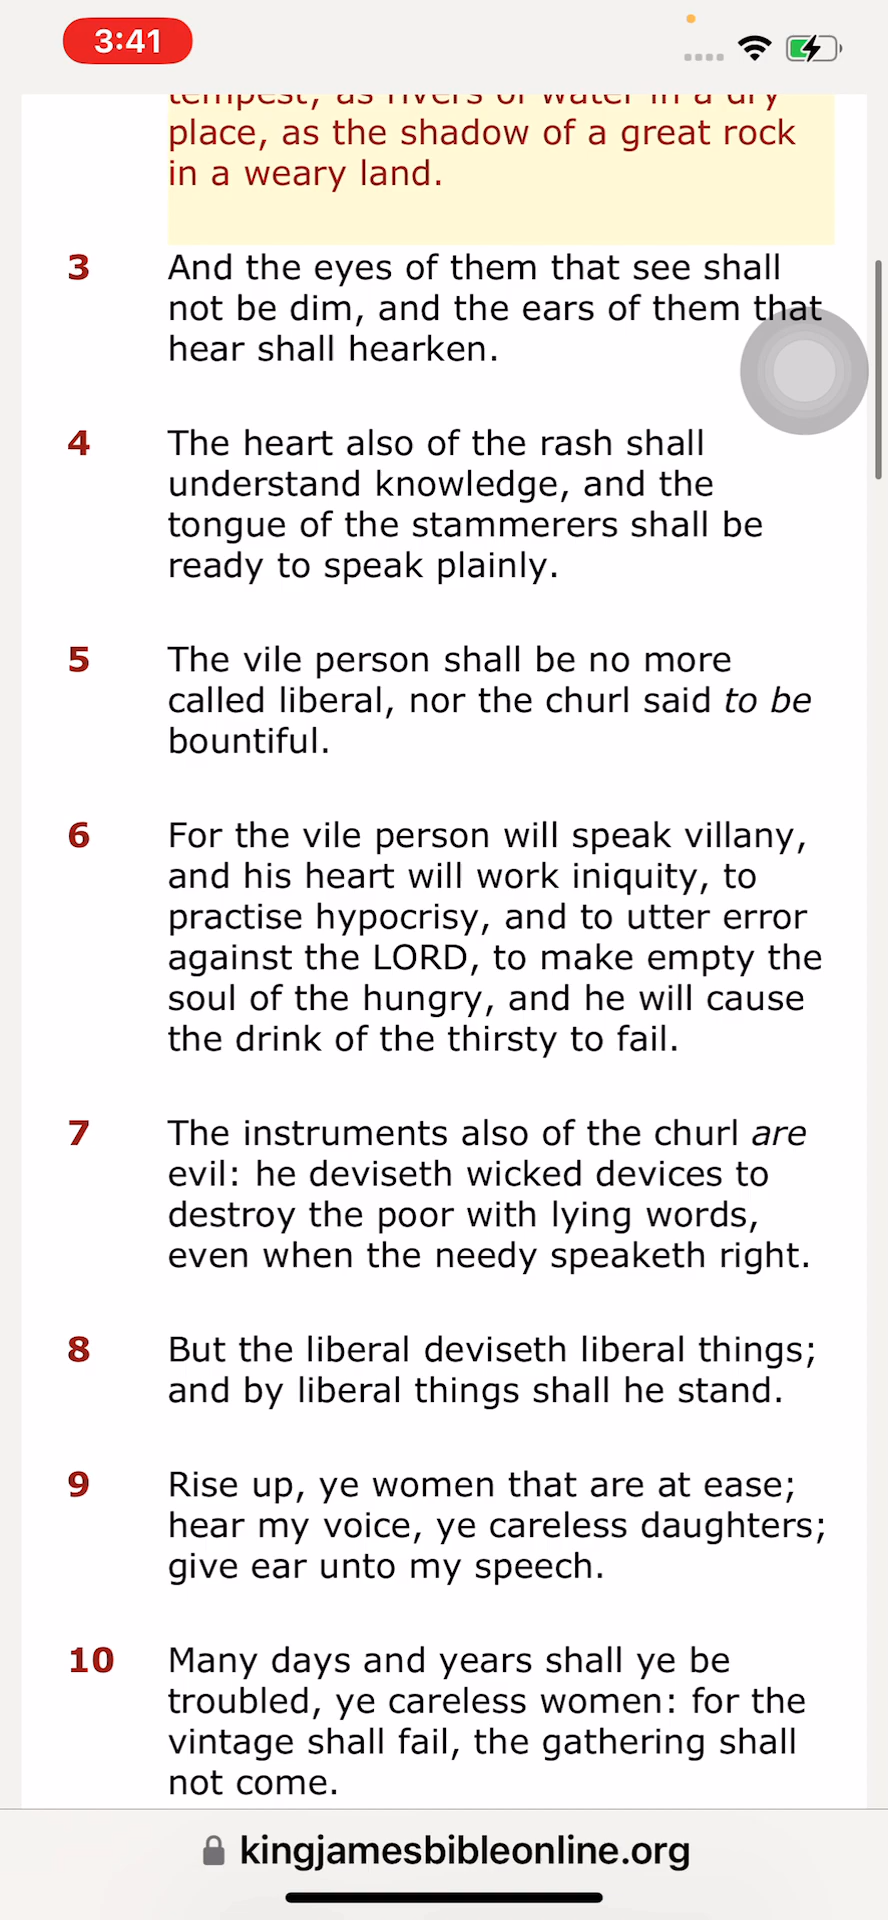 3:41
tempest, as rivers of water in a dry
place, as the shadow of a great rock
in a weary land.
3 And the eyes of them that see shall
not be dim, and the ears of them that
hear shall hearken.
4 The heart also of the rash shall
understand knowledge, and the
tongue of the stammerers shall be
ready to speak plainly.
5 The vile person shall be no more
called liberal, nor the churl said to be
bountiful.
6 For the vile person will speak villany,
and his heart will work iniquity, to
practise hypocrisy, and to utter error
against the LORD, to make empty the
soul of the hungry, and he will cause
the drink of the thirsty to fail.
7 The instruments also of the churl are
evil: he deviseth wicked devices to
destroy the poor with lying words,
even when the needy speaketh right.
8 But the liberal deviseth liberal things;
and by liberal things shall he stand.
9 Rise up, ye women that are at ease;
hear my voice, ye careless daughters;
give ear unto my speech.
10 Many days and years shall ye be
troubled, ye careless women: for the
vintage shall fail, the gathering shall
not come.
kingjamesbibleonline.org